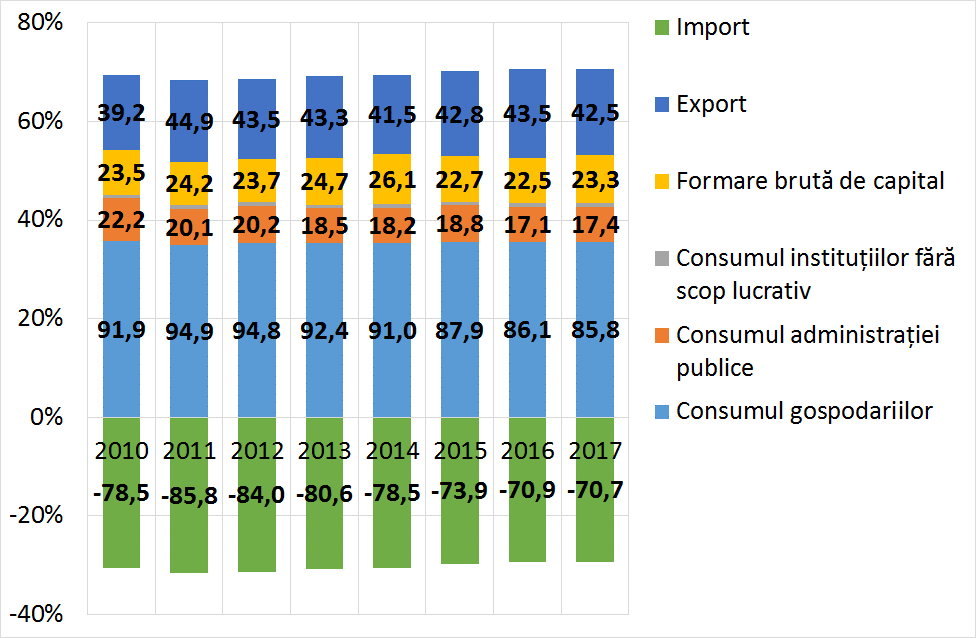 80%
60%
40%
20%
0%
-20%
-40%
39,2 44,9 43,5 43,3 41,5 42,8 43,5 42,5
23,5 24,2 23,7 24,7 26,1 22,7 22,5 23,3
22,2 20,1 20,2 18,5 18,2 18,8 17,1 17,4
91,9 94,9 94,8 92,4 91,0 87,9 86,1 85,8
2010 2011 2012 2013 2014 2015 2016 2017
-78,5 -85,8 -84,0 -80,6 -78,5 -73,9 -70,9 -70,7
Import
Export
Formare brută de capital
Consumul instituțiilor fără
scop lucrativ
Consumul administrației
publice
Consumul gospodariilor